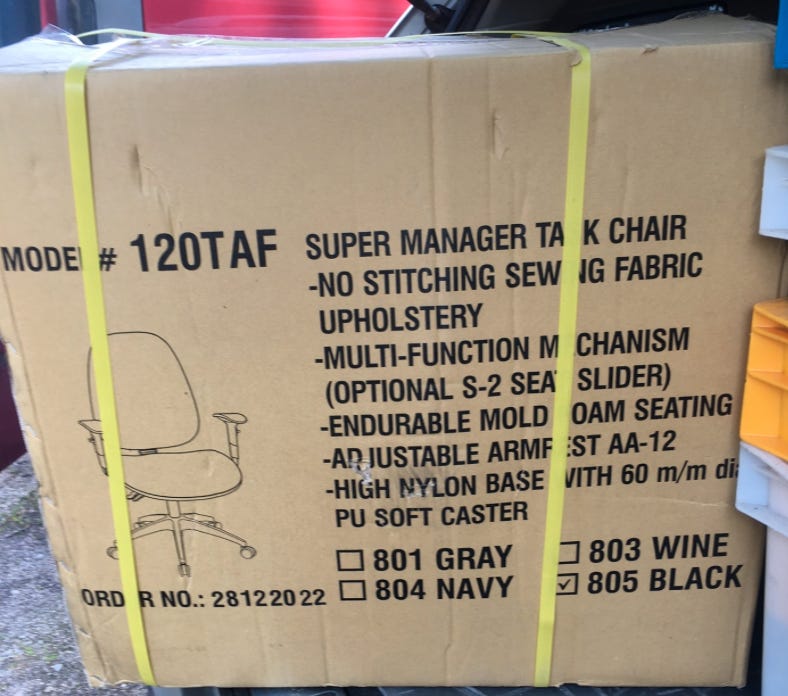 MODEL # 120TAF
SUPER MANAGER TASK CHAIR
-NO STITCHING SEWING FABRIC
UPHOLSTERY
-MULTI-FUNCTION MECHANISM
(OPTIONAL S-2 SEAT SLIDER)
-ENDURABLE MOLD FOAM SEATING
-ADJUSTABLE ARMREST AA-12
-HIGH NYLON BASE WITH 60 m/m dia
PU SOFT CASTER
☐ 801 GRAY ☐ 803 WINE
☐ 804 NAVY ☑ 805 BLACK
ORDER NO.: 28122022